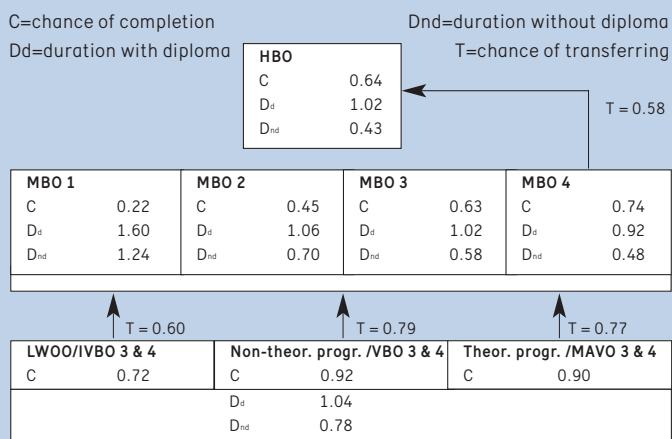 C=chance of completion Dnd=duration without diploma
Dd=duration with diploma T=chance of transferring
HBO
C 0.64
Dd 1.02
Dnd 0.43
T = 0.58
MBO 1 MBO 2 MBO 3 MBO 4
C 0.22 C 0.45 C 0.63 C 0.74
Dd 1.60 Dd 1.06 Dd 1.02 Dd 0.92
Dnd 1.24 Dnd 0.70 Dnd 0.58 Dnd 0.48
T = 0.60 T = 0.79 T = 0.77
LWOO/IVBO 3 & 4 Non-theor. progr. /VBO 3 & 4 Theor. progr. /MAVO 3 & 4
C 0.72 C 0.92 C 0.90
Dd 1.04
Dnd 0.78